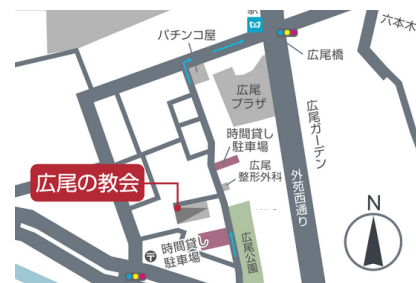 駅
六本木
パチンコ屋
広尾橋
広尾
プラザ
広尾ガーデン
時間貸し
駐車場
広尾
整形外科
外苑西通り
広尾の教会
N
時間貸し
駐車場
広尾公園